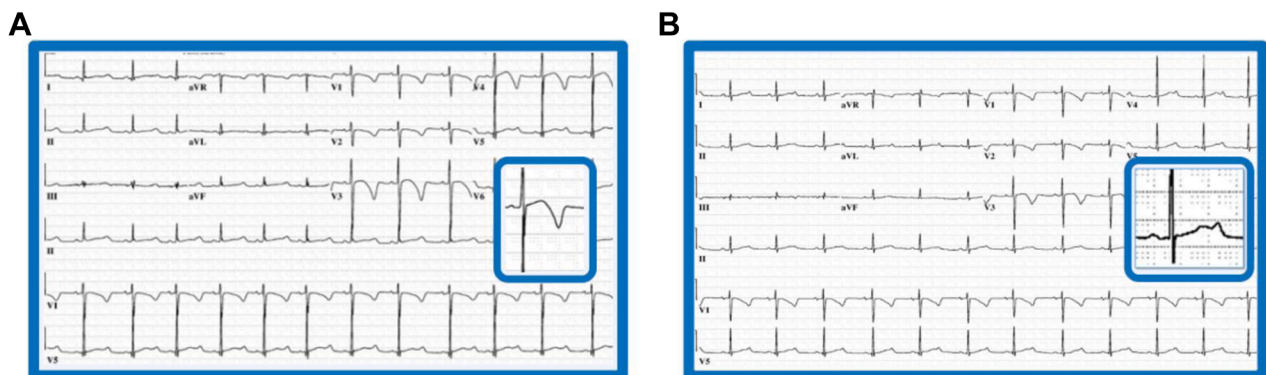 A
B
I aVR V1 V4
II aVL V2 V5
III aVF V3 V6
II
V1
V5
I aVR V1 V4
II aVL V2 V5
III aVF V3
II
V1
V5